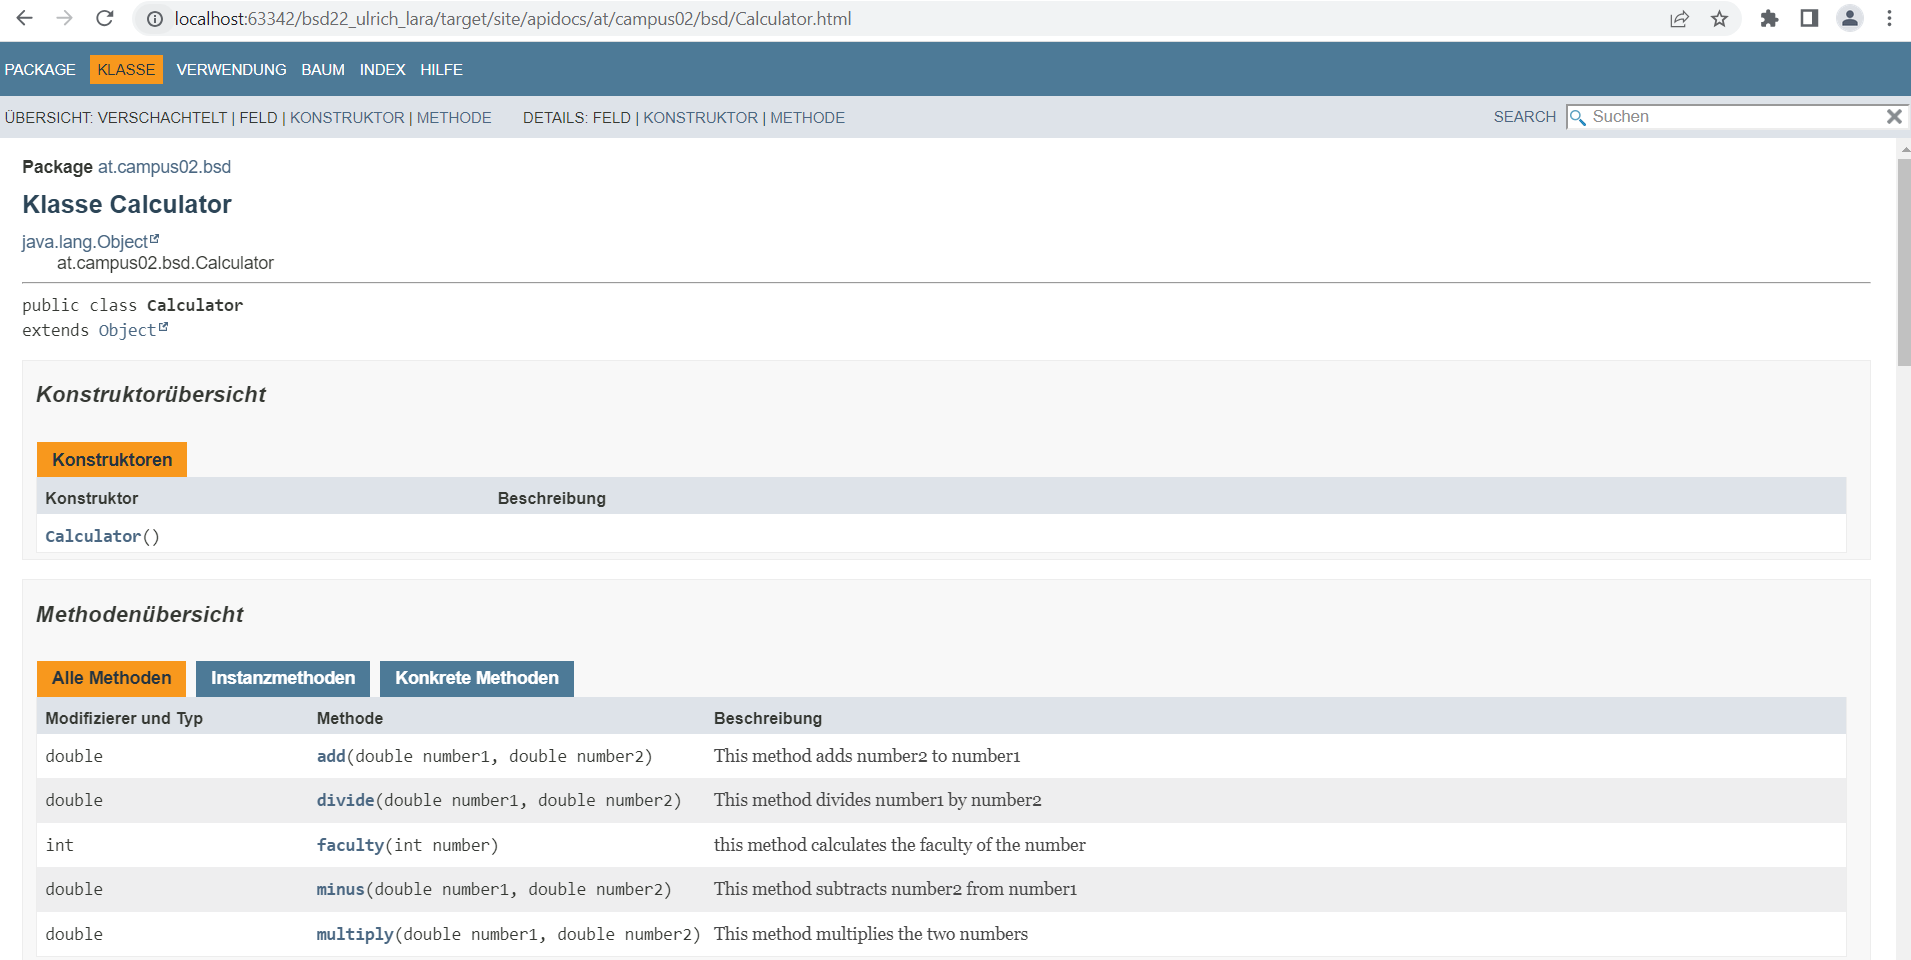 localhost:63342/bsd22_ulrich_lara/target/site/apidocs/at/campus02/bsd/Calculator.html
PACKAGE KLASSE VERWENDUNG BAUM INDEX HILFE
ÜBERSICHT: VERSCHACHTELT | FELD | KONSTRUKTOR | METHODE DETAILS: FELD | KONSTRUKTOR | METHODE SEARCH Suchen
Package at.campus02.bsd
Klasse Calculator
java.lang.Object
at.campus02.bsd.Calculator
public class Calculator
extends Object
Konstruktorübersicht
Konstruktoren
Konstruktor Beschreibung
Calculator()
Methodenübersicht
Alle Methoden Instanzmethoden Konkrete Methoden
Modifizierer und Typ Methode Beschreibung
double add(double number1, double number2) This method adds number2 to number1
double divide(double number1, double number2) This method divides number1 by number2
int faculty(int number) this method calculates the faculty of the number
double minus(double number1, double number2) This method subtracts number2 from number1
double multiply(double number1, double number2) This method multiplies the two numbers